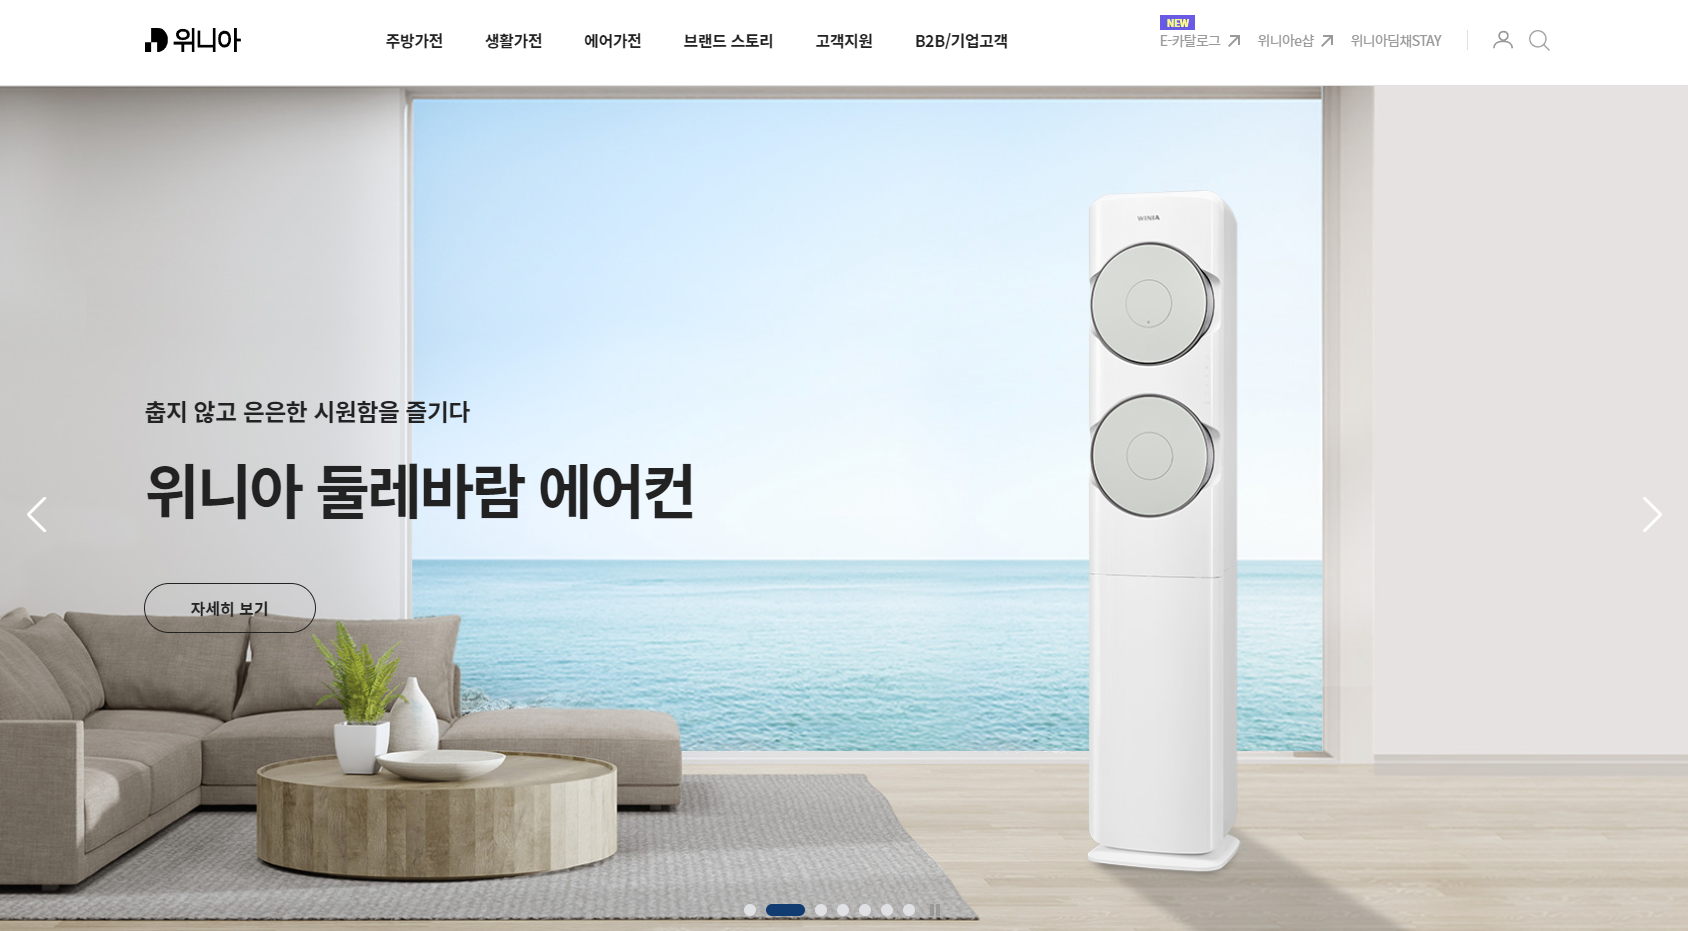 위니아
주방가전 생활가전 에어가전 브랜드 스토리 고객지원 B2B/기업고객
NEW
E-카탈로그 위니아e샵 위니아딤채STAY
WINIA
춥지 않고 은은한 시원함을 즐기다
위니아 둘레바람 에어컨
자세히 보기